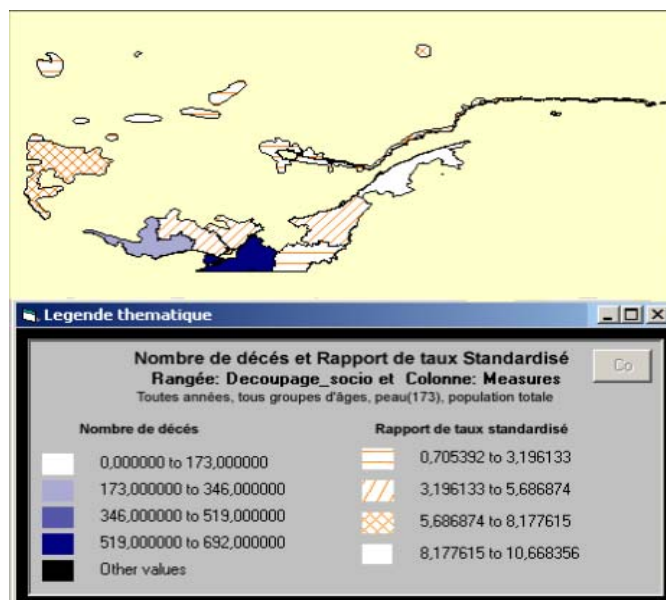 Legende thematique
Nombre de décés et Rapport de taux Standardisé
Rangée: Decoupage_socio et Colonne: Measures
Toutes années, tous groupes d'âges, peau(173), population totale
Co
Nombre de décés
0,000000 to 173,000000
173,000000 to 346,000000
346,000000 to 519,000000
519,000000 to 692,000000
Other values
Rapport de taux standardisé
0,705392 to 3,196133
3,196133 to 5,686874
5,686874 to 8,177615
8,177615 to 10,668356